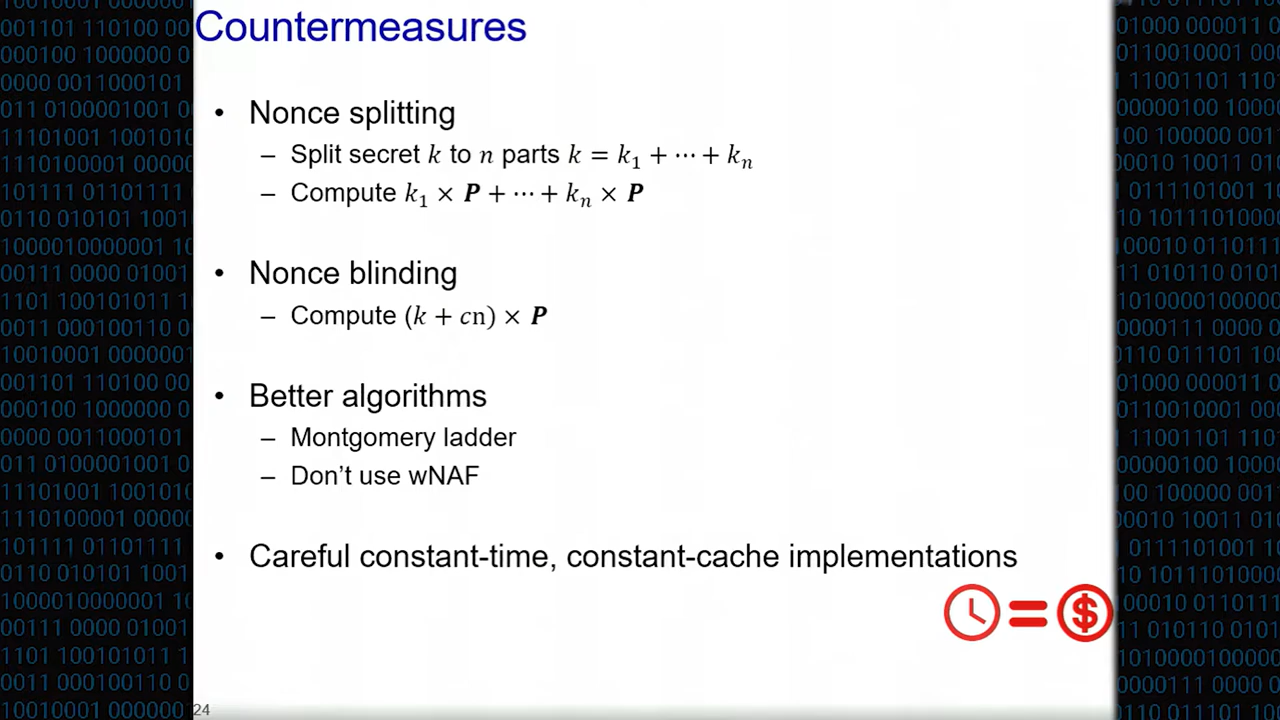 Countermeasures
• Nonce splitting
– Split secret k to n parts k = k₁ + ⋯ + kₙ
– Compute k₁ × P + ⋯ + kₙ × P
• Nonce blinding
– Compute (k + cn) × P
• Better algorithms
– Montgomery ladder
– Don't use wNAF
• Careful constant-time, constant-cache implementations
= $
24